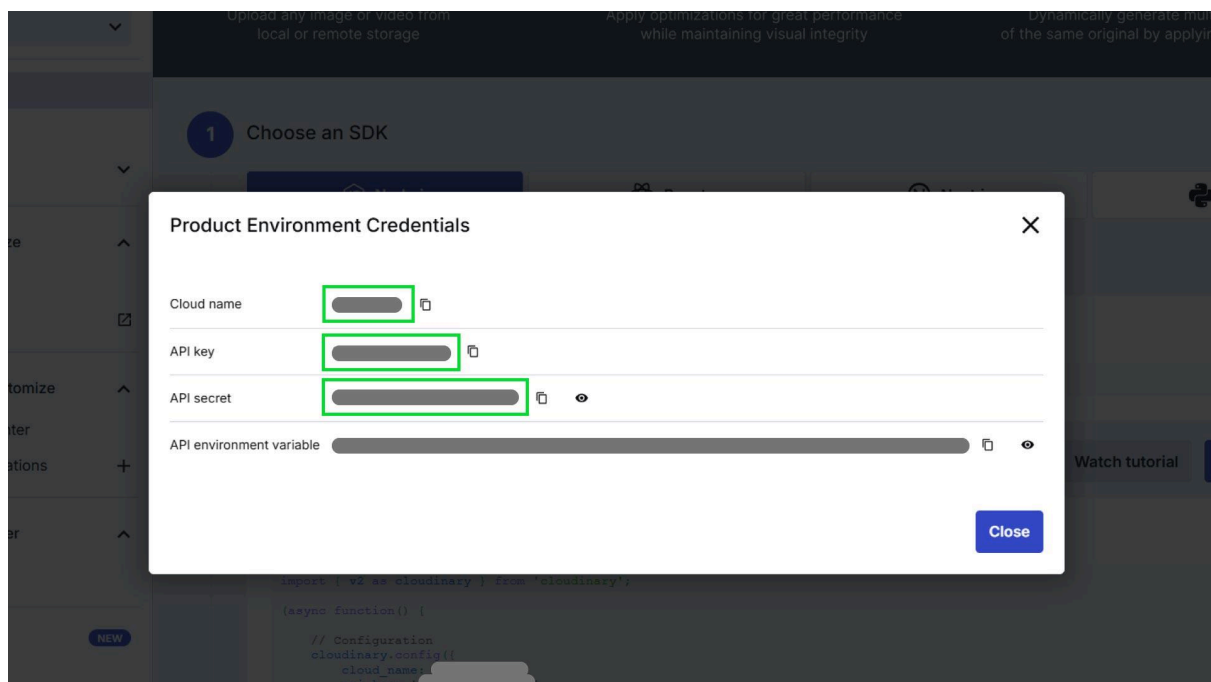 Upload any image or video from
local or remote storage
Apply optimizations for great performance
while maintaining visual integrity
Dynamically generate
of the same original by
1 Choose an SDK
Product Environment Credentials
Cloud name
API key
API secret
API environment variable
Close
tomize
ations
Watch tutorial
NEW
import { v2 as cloudinary } from 'cloudinary';
(async function() {
// Configuration
cloudinary.config({
cloud_name: